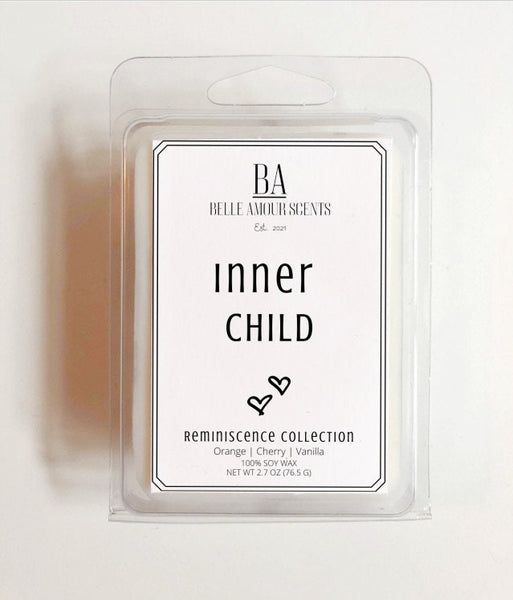 BA
BELLE AMOUR SCENTS
Est. 2021
inner
CHILD
Reminiscence Collection
Orange | Cherry | Vanilla
100% SOY WAX
NET WT 2.7 OZ (76.5 G)